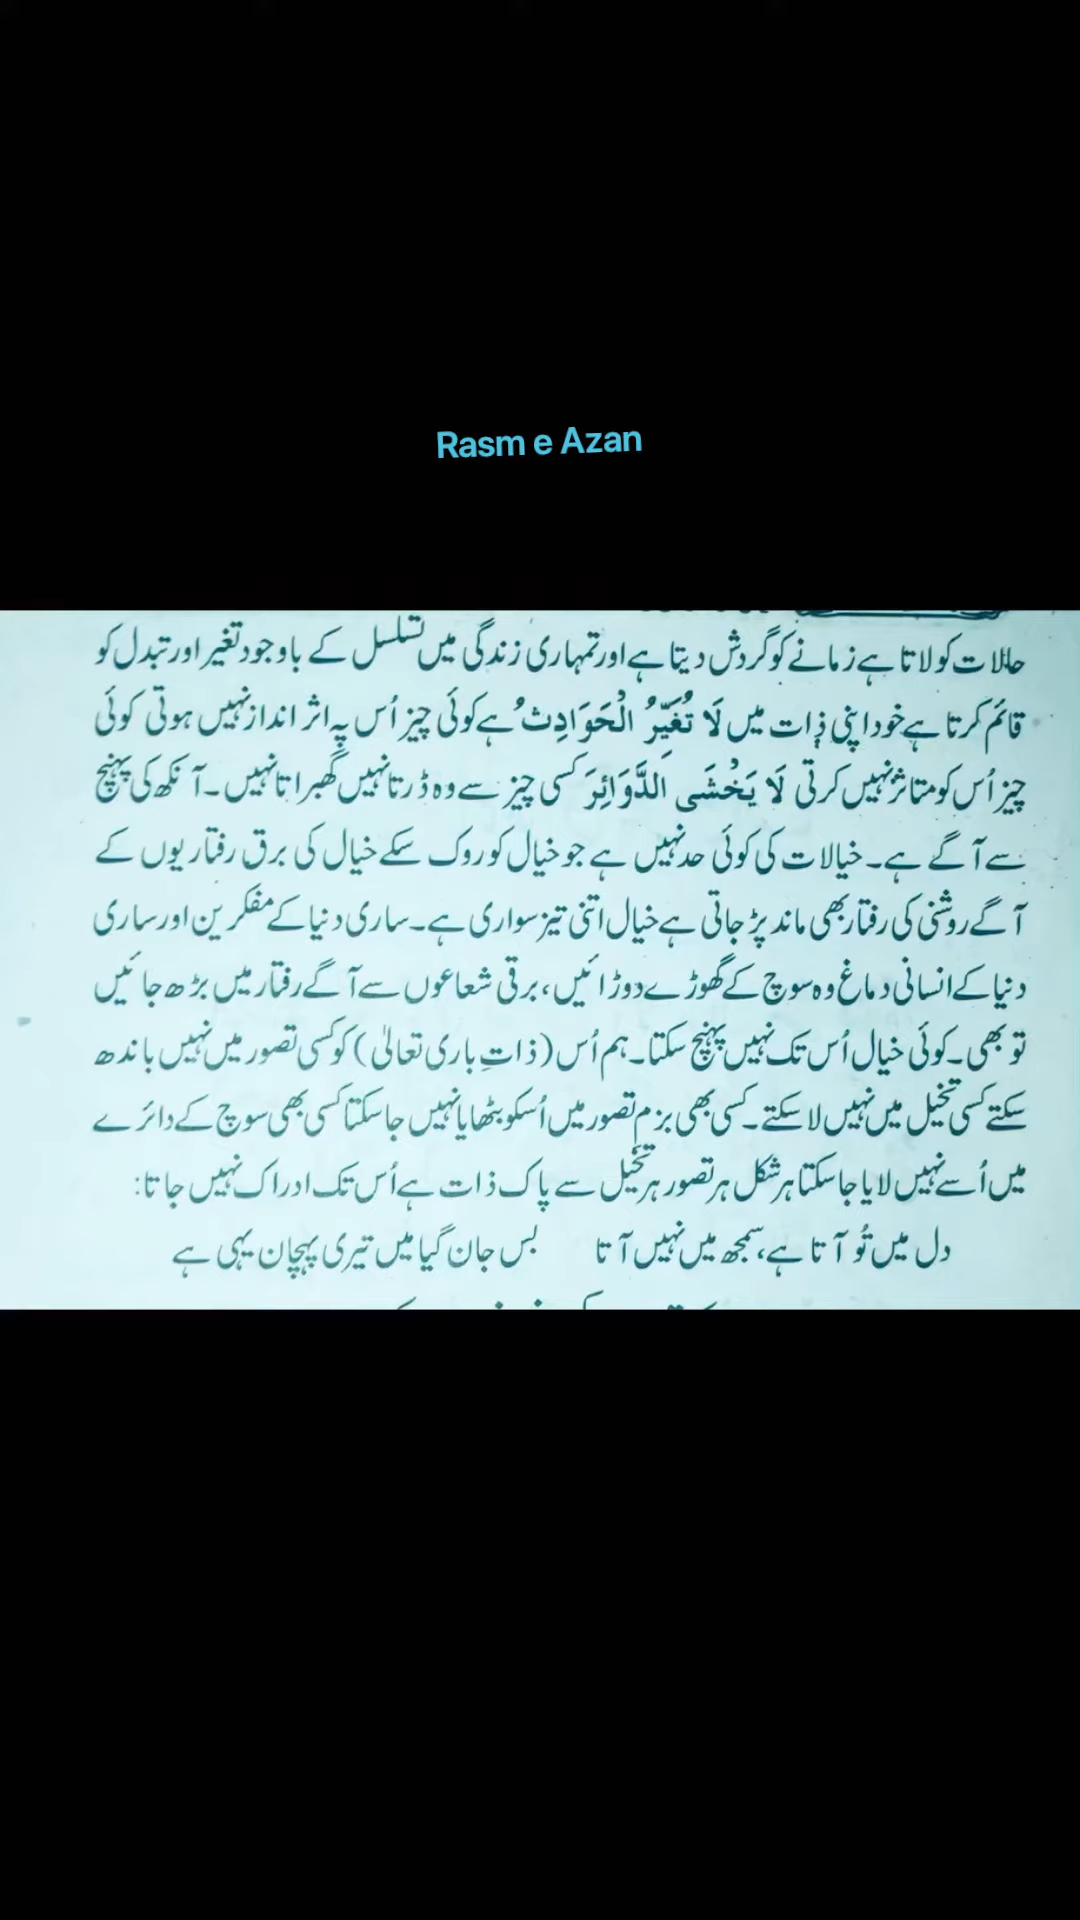 Rasm e Azan
حالات کو لاتا ہے زمانے کو گردش دیتا ہے اور تمہاری زندگی میں تسلسل کے باوجود تغیر اور تبدل کو
قائم کرتا ہے خود اپنی ذات میں لَا تُغَيِّرُ الْحَوَادِثُ ہے کوئی چیز اُس پہ اثر انداز نہیں ہوتی کوئی
چیز اُس کو متاثر نہیں کرتی لَا يَخْشَى الدَّوَائِرَ کسی چیز سے وہ ڈرتا نہیں گھبراتا نہیں۔ آنکھ کی پہنچ
سے آگے ہے۔ خیالات کی کوئی حد نہیں ہے جو خیال کو روک سکے خیال کی برق رفتاریوں کے
آگے روشنی کی رفتار بھی ماند پڑ جاتی ہے خیال اتنی تیز سواری ہے۔ ساری دنیا کے مفکرین اور ساری
دنیا کے انسانی دماغ وہ سوچ کے گھوڑے دوڑائیں، برقی شعاعوں سے آگے رفتار میں بڑھ جائیں
تو بھی۔ کوئی خیال اُس تک نہیں پہنچ سکتا۔ ہم اُس (ذاتِ باری تعالیٰ) کو کسی تصور میں نہیں باندھ
سکتے کسی تخیل میں نہیں لا سکتے۔ کسی بھی بزم تصور میں اُسکو بٹھایا نہیں جا سکتا کسی بھی سوچ کے دائرے
میں اُسے نہیں لایا جا سکتا ہر شکل ہر تصور ہر تخیل سے پاک ذات ہے اُس تک ادراک نہیں جاتا:
دل میں تُو آتا ہے، سمجھ میں نہیں آتا بس جان گیا میں تیری پہچان یہی ہے